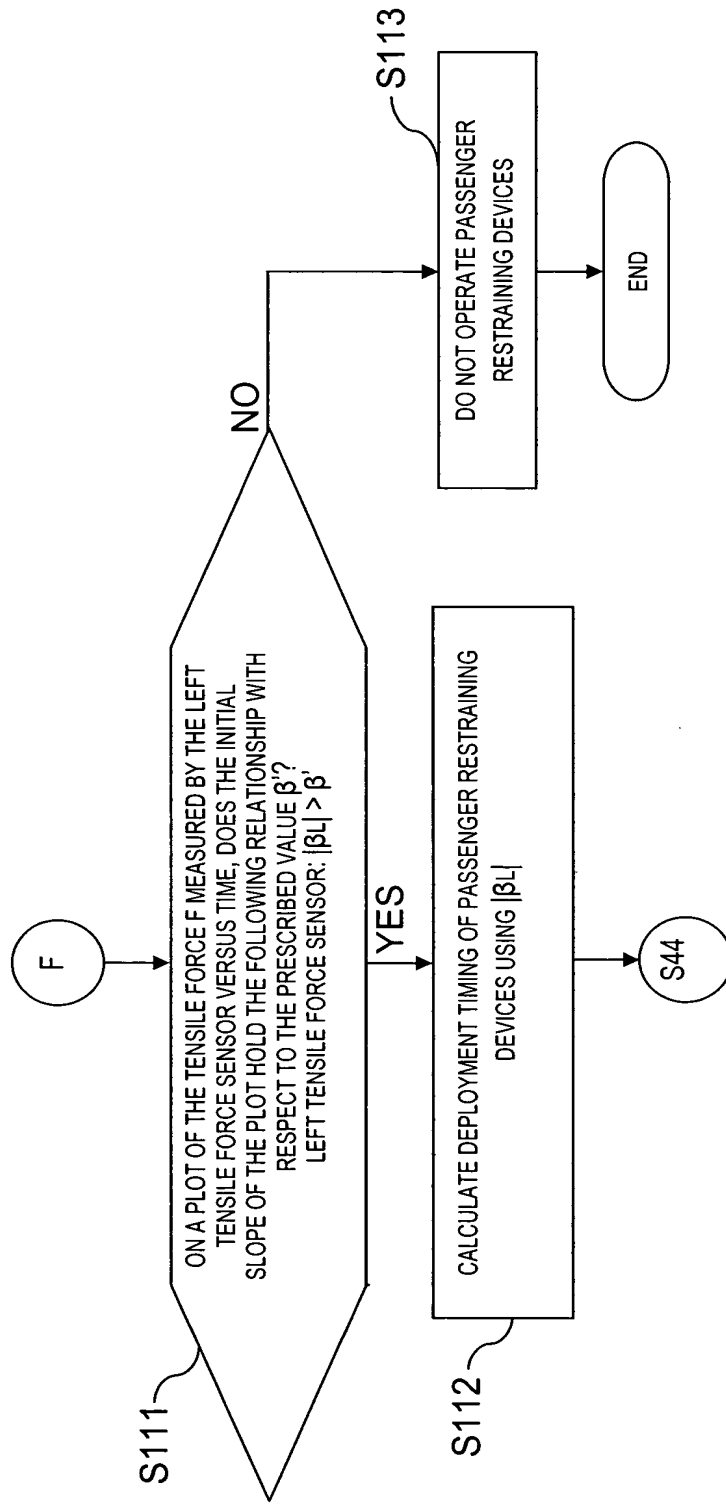 F
S111
ON A PLOT OF THE TENSILE FORCE F MEASURED BY THE LEFT
TENSILE FORCE SENSOR VERSUS TIME, DOES THE INITIAL
SLOPE OF THE PLOT HOLD THE FOLLOWING RELATIONSHIP WITH
RESPECT TO THE PRESCRIBED VALUE β'?
LEFT TENSILE FORCE SENSOR: |βL| > β'
NO
YES
S112
CALCULATE DEPLOYMENT TIMING OF PASSENGER RESTRAINING
DEVICES USING |βL|
S44
S113
DO NOT OPERATE PASSENGER
RESTRAINING DEVICES
END